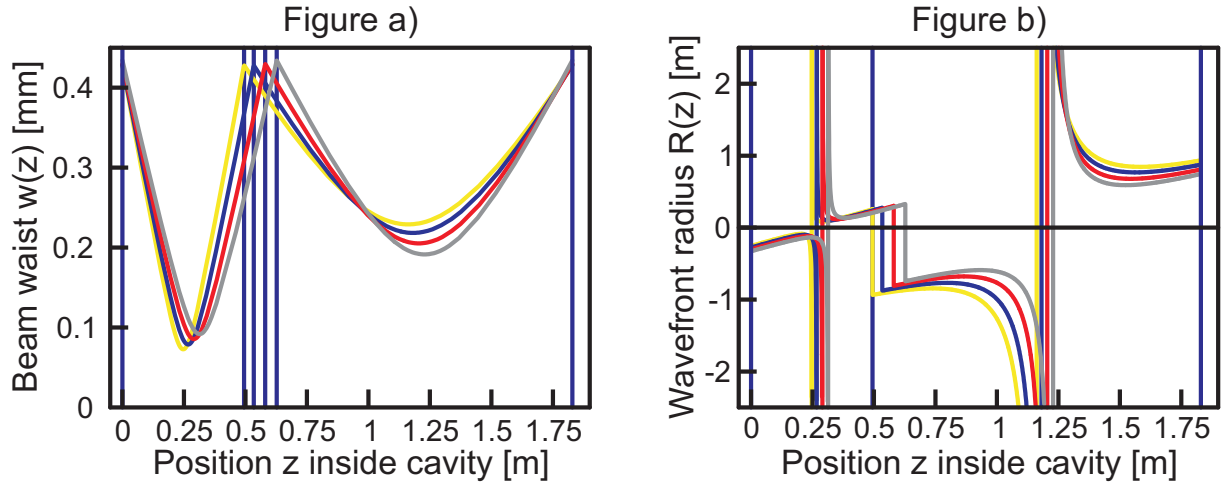 Figure a)
Beam waist w(z) [mm]
0.4
0.3
0.2
0.1
0
0 0.25 0.5 0.75 1 1.25 1.5 1.75
Position z inside cavity [m]
Figure b)
Wavefront radius R(z) [m]
2
1
0
-1
-2
0 0.25 0.5 0.75 1 1.25 1.5 1.75
Position z inside cavity [m]